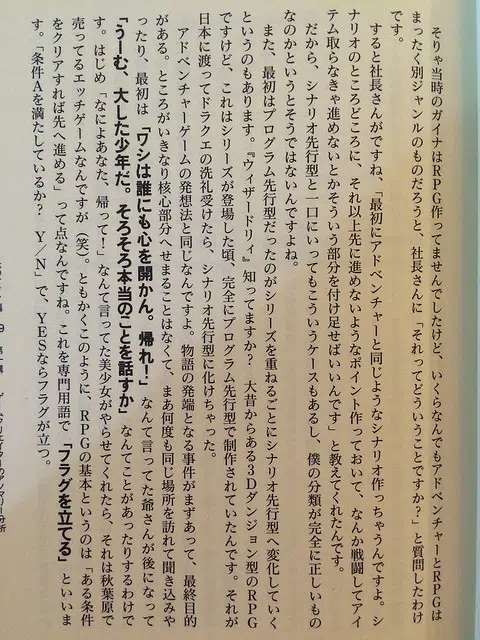 そりゃ当時のガイナはRPG作ってませんでしたけど、いくらなんでもアドベンチャーとRPGは
まったく別ジャンルのものだろうと、社長さんに「それってどういうことですか?」と質問したわけ
です。
すると社長さんがですね、「最初にアドベンチャーと同じようなシナリオ作っちゃうんですよ。シ
ナリオのところどころに、それ以上先に進めないようなポイント作っておいて、なんか戦闘してアイ
テム取らなきゃ進めないとかそういう部分を付け足せばいいんです」と教えてくれたんです。
だから、シナリオ先行型と一口にいってもこういうケースもあるし、僕の分類が完全に正しいもの
なのかというとそうではないんですよね。
また、最初はプログラム先行型だったのがシリーズを重ねるごとにシナリオ先行型へ変化していく
というのもあります。『ウィザードリィ』知ってますか? 大昔からある3Dダンジョン型のRPG
ですけど、これはシリーズが登場した頃、完全にプログラム先行型で制作されていたんです。それが
日本に渡ってドラクエの洗礼受けたら、シナリオ先行型に化けちゃった。
アドベンチャーゲームの発想法と同じなんですよ。物語の発端となる事件がまずあって、最終目的
がある。ところがいきなり核心部分へせまることはなくて、まあ何度も同じ場所を訪れて聞き込みや
ったり、最初は「ワシは誰にも心を開かん。帰れ!」なんて言ってた爺さんが後になって
「うーむ、大した少年だ。そろそろ本当のことを話すか」なんてことがあったりするわけで
す。はじめ「なによあなた、帰って!」なんて言ってた美少女がやらせてくれたら、それは秋葉原で
売ってるエッチゲームなんですが(笑)。ともかくこのように、RPGの基本というのは「ある条件
をクリアすれば先へ進める」って点なんですね。これを専門用語で「フラグを立てる」といいま
す。「条件Aを満たしているか? Y/N」で、YESならフラグが立つ。